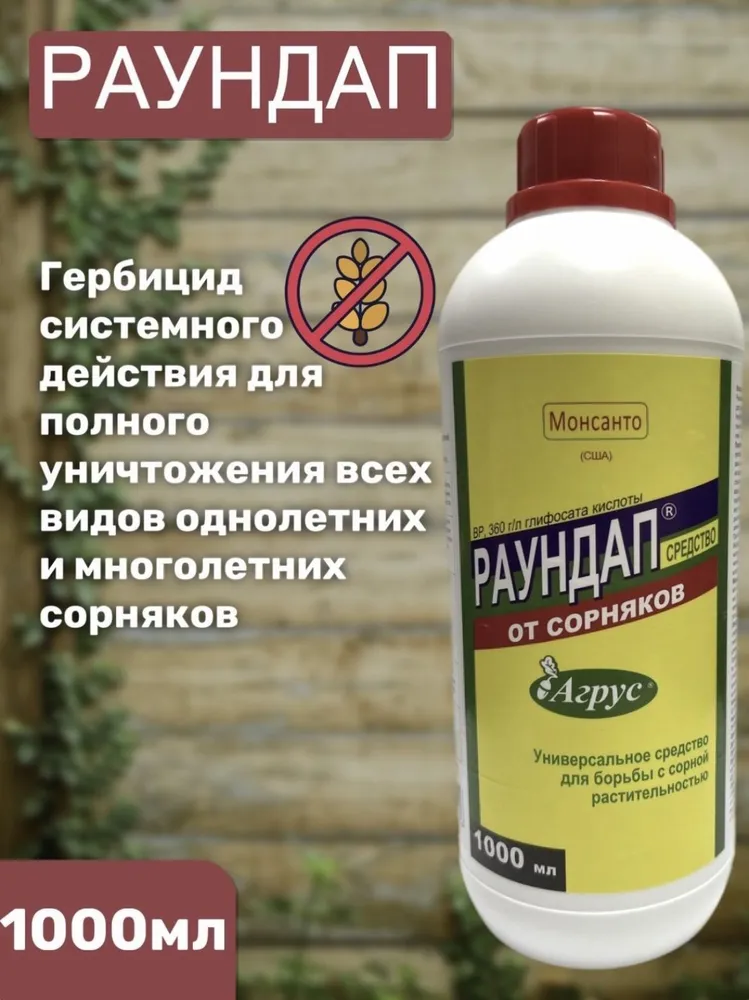 РАУНДАП
Гербицид
системного
действия для
полного
уничтожения всех
видов однолетних
и многолетних
сорняков
Монсанто
(США)
ВР, 360 г/л глифосата кислоты
РАУНДАП®
СРЕДСТВО
ОТ СОРНЯКОВ
Агрус®
Универсальное средство
для борьбы с сорной
растительностью
1000 мл
1000мл